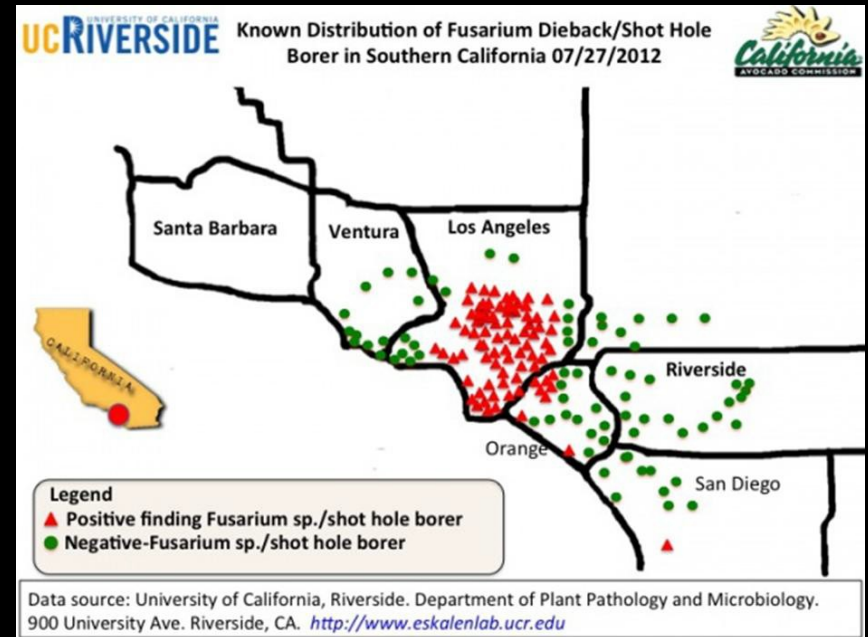 UNIVERSITY OF CALIFORNIA
UCRIVERSIDE
Known Distribution of Fusarium Dieback/Shot Hole
Borer in Southern California 07/27/2012
California
AVOCADO COMMISSION
Santa Barbara
Ventura
Los Angeles
CALIFORNIA
Riverside
Orange
San Diego
Legend
Positive finding Fusarium sp./shot hole borer
Negative-Fusarium sp./shot hole borer
Data source: University of California, Riverside. Department of Plant Pathology and Microbiology.
900 University Ave. Riverside, CA. http://www.eskalenlab.ucr.edu